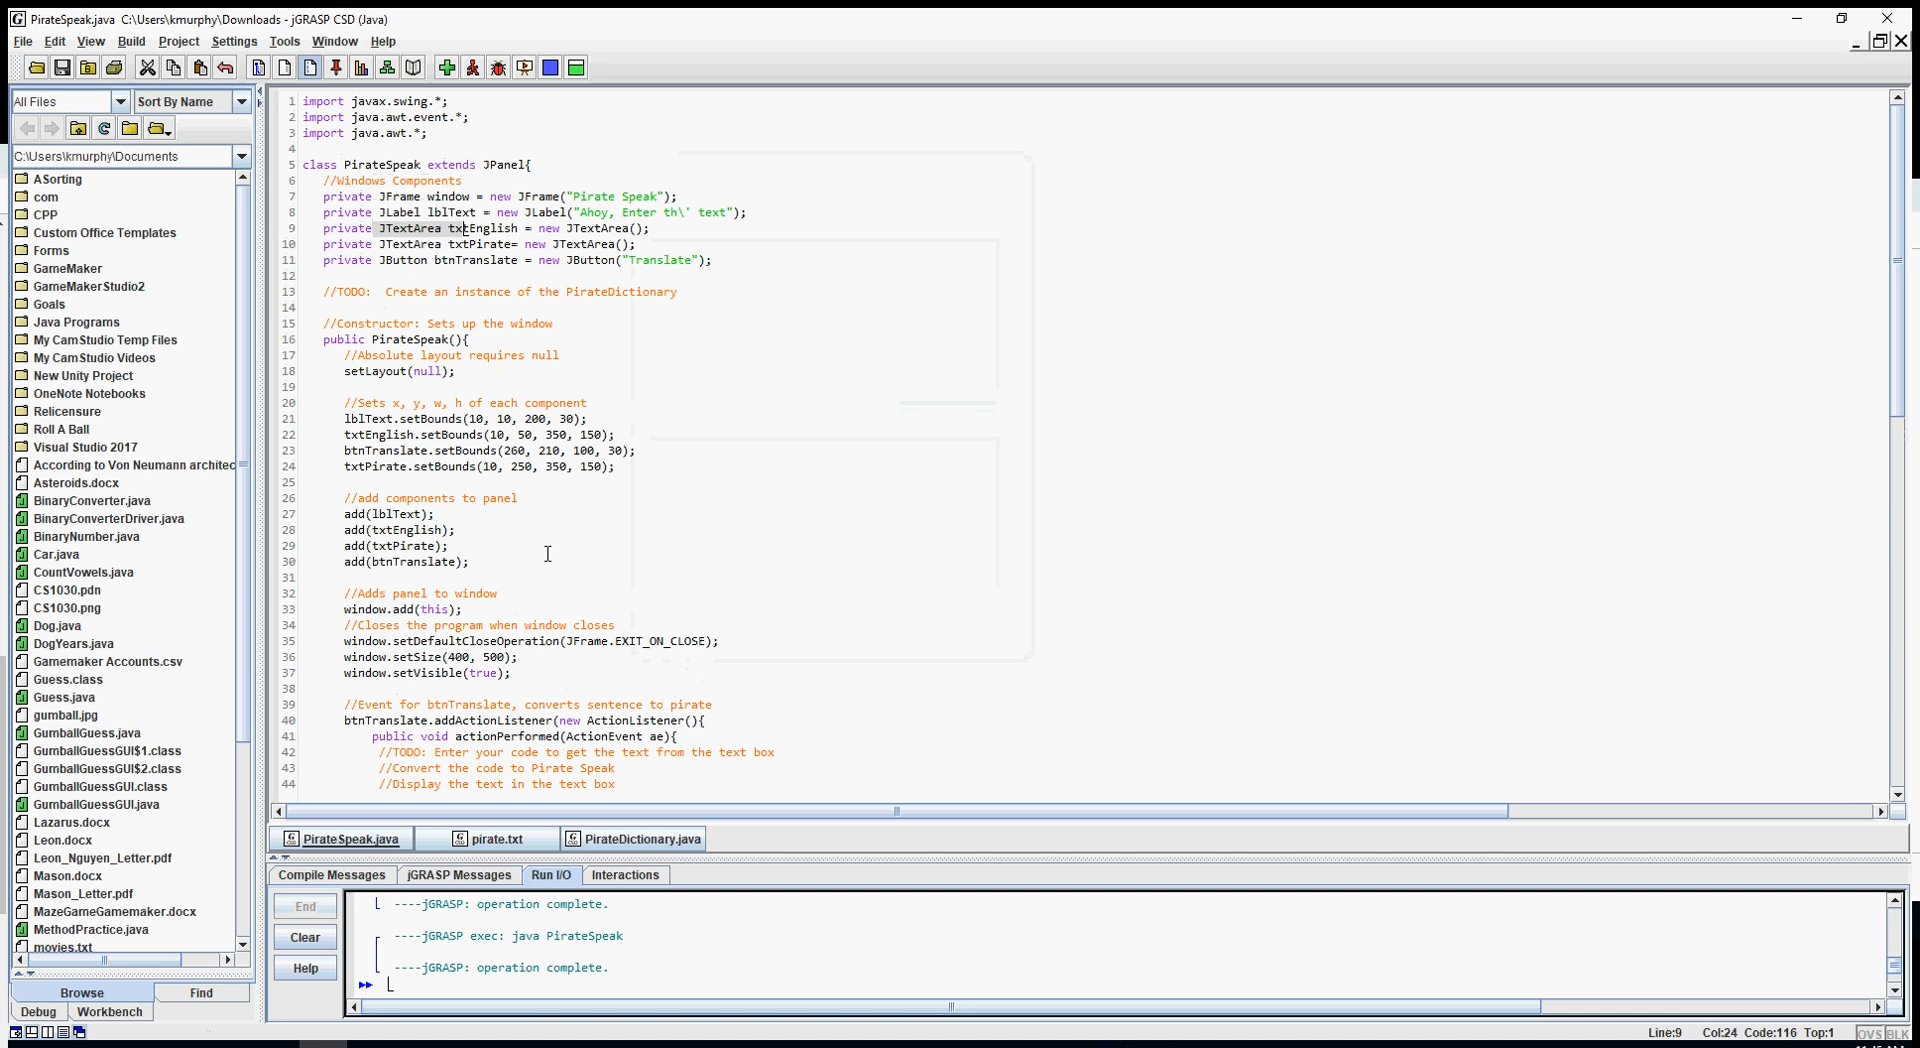 PirateSpeak.java  C:\Users\kmurphy\Downloads - jGRASP CSD (Java)
File Edit View Build Project Settings Tools Window Help
All Files
Sort By Name
C:\Users\kmurphy\Documents
ASorting
com
CPP
Custom Office Templates
Forms
GameMaker
GameMakerStudio2
Goals
Java Programs
My CamStudio Temp Files
My CamStudio Videos
New Unity Project
OneNote Notebooks
Relicensure
Roll A Ball
Visual Studio 2017
According to Von Neumann architec
Asteroids.docx
BinaryConverter.java
BinaryConverterDriver.java
BinaryNumber.java
Car.java
CountVowels.java
CS1030.pdn
CS1030.png
Dog.java
DogYears.java
Gamemaker Accounts.csv
Guess.class
Guess.java
gumball.jpg
GumballGuess.java
GumballGuessGUI$1.class
GumballGuessGUI$2.class
GumballGuessGUI.class
GumballGuessGUI.java
Lazarus.docx
Leon.docx
Leon_Nguyen_Letter.pdf
Mason.docx
Mason_Letter.pdf
MazeGameGamemaker.docx
MethodPractice.java
movies.txt
Browse
Find
Debug
Workbench
1 import javax.swing.*;
2 import java.awt.event.*;
3 import java.awt.*;
4
5 class PirateSpeak extends JPanel{
6 //Windows Components
7 private JFrame window = new JFrame("Pirate Speak");
8 private JLabel lblText = new JLabel("Ahoy, Enter th\' text");
9 private JTextArea txtEnglish = new JTextArea();
10 private JTextArea txtPirate= new JTextArea();
11 private JButton btnTranslate = new JButton("Translate");
12
13 //TODO:  Create an instance of the PirateDictionary
14
15 //Constructor: Sets up the window
16 public PirateSpeak(){
17 //Absolute layout requires null
18 setLayout(null);
19
20 //Sets x, y, w, h of each component
21 lblText.setBounds(10, 10, 200, 30);
22 txtEnglish.setBounds(10, 50, 350, 150);
23 btnTranslate.setBounds(260, 210, 100, 30);
24 txtPirate.setBounds(10, 250, 350, 150);
25
26 //add components to panel
27 add(lblText);
28 add(txtEnglish);
29 add(txtPirate);
30 add(btnTranslate);
31
32 //Adds panel to window
33 window.add(this);
34 //Closes the program when window closes
35 window.setDefaultCloseOperation(JFrame.EXIT_ON_CLOSE);
36 window.setSize(400, 500);
37 window.setVisible(true);
38
39 //Event for btnTranslate, converts sentence to pirate
40 btnTranslate.addActionListener(new ActionListener(){
41 public void actionPerformed(ActionEvent ae){
42 //TODO: Enter your code to get the text from the text box
43 //Convert the code to Pirate Speak
44 //Display the text in the text box
PirateSpeak.java
pirate.txt
PirateDictionary.java
Compile Messages
jGRASP Messages
Run I/O
Interactions
End
Clear
Help
----jGRASP: operation complete.
----jGRASP exec: java PirateSpeak
----jGRASP: operation complete.
Line:9 Col:24 Code:116 Top:1 OVS BLK